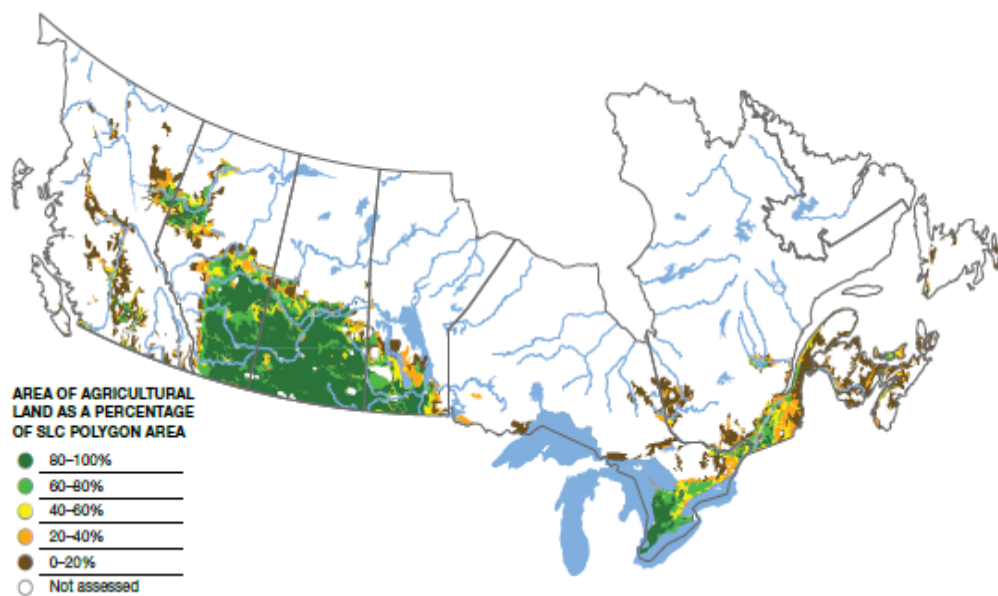 AREA OF AGRICULTURAL
LAND AS A PERCENTAGE
OF SLC POLYGON AREA
80–100%
60–80%
40–60%
20–40%
0–20%
Not assessed